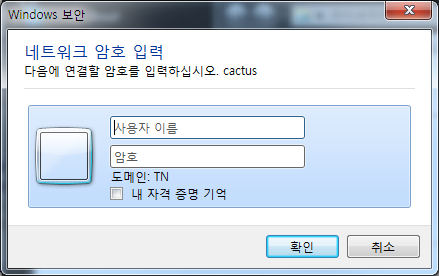 Windows 보안
네트워크 암호 입력
다음에 연결할 암호를 입력하십시오. cactus
사용자 이름
암호
도메인: TN
내 자격 증명 기억
확인
취소